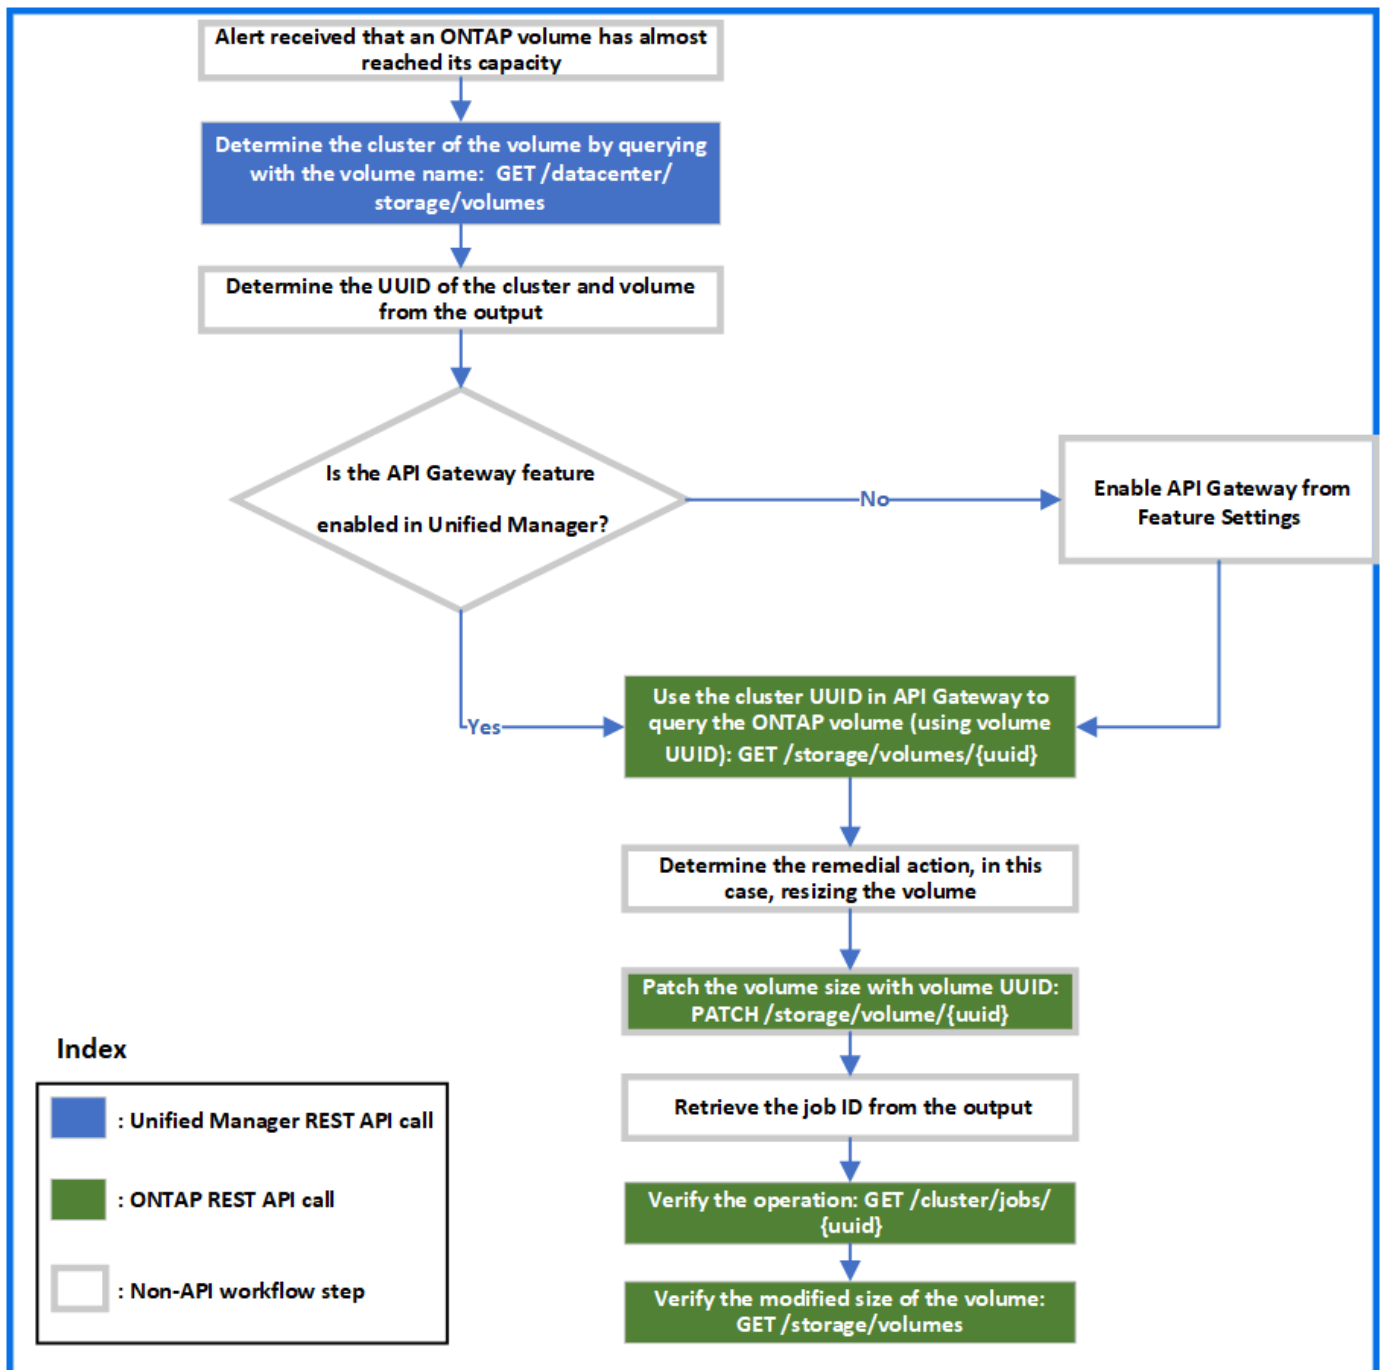 Alert received that an ONTAP volume has almost
reached its capacity
Determine the cluster of the volume by querying
with the volume name:  GET /datacenter/
storage/volumes
Determine the UUID of the cluster and volume
from the output
Is the API Gateway feature
enabled in Unified Manager?
No
Enable API Gateway from
Feature Settings
Yes
Use the cluster UUID in API Gateway to
query the ONTAP volume (using volume
UUID): GET /storage/volumes/{uuid}
Determine the remedial action, in this
case, resizing the volume
Patch the volume size with volume UUID:
PATCH /storage/volume/{uuid}
Retrieve the job ID from the output
Verify the operation: GET /cluster/jobs/
{uuid}
Verify the modified size of the volume:
GET /storage/volumes
Index
: Unified Manager REST API call
: ONTAP REST API call
: Non-API workflow step